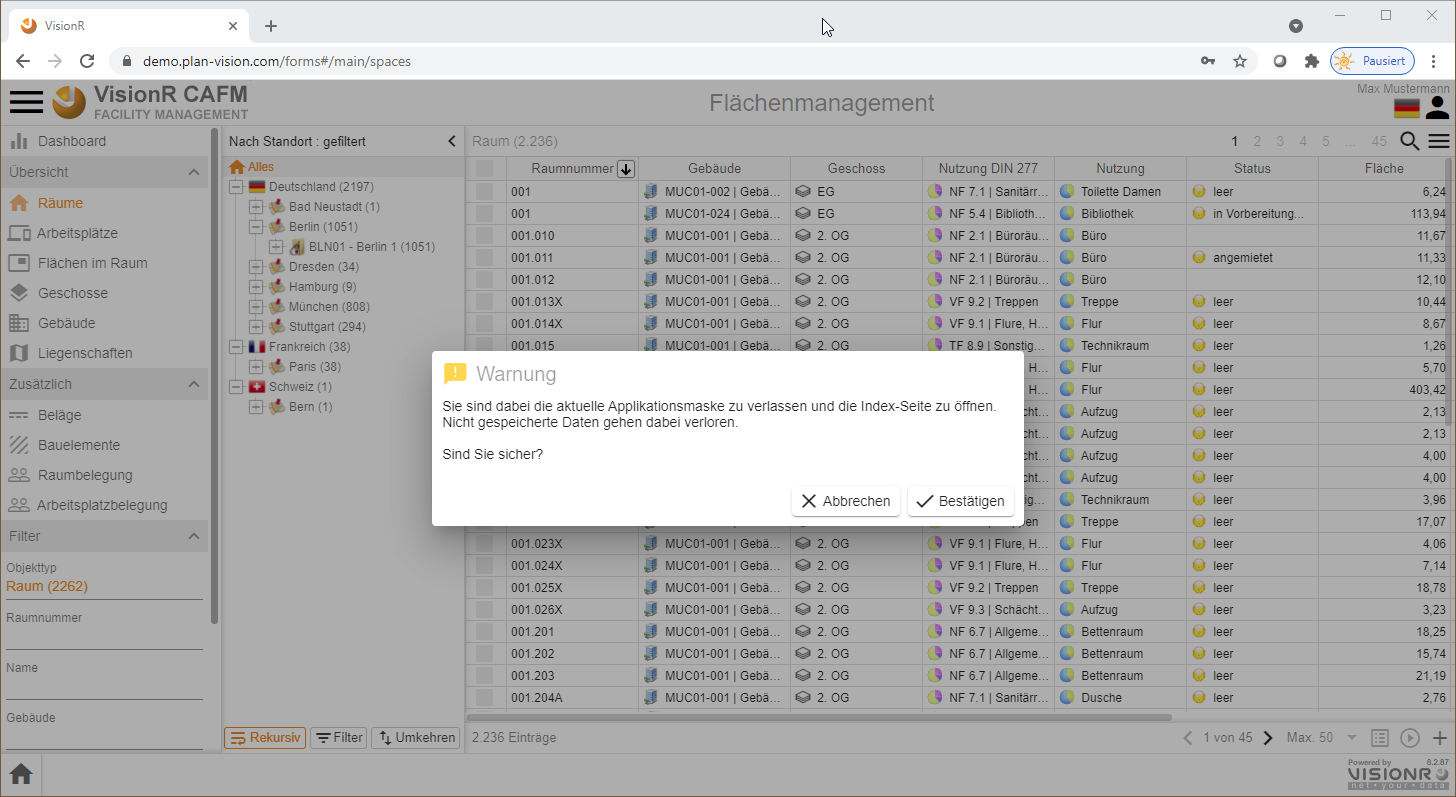 VisionR
demo.plan-vision.com/forms#/main/spaces
Pausiert
VisionR CAFM
FACILITY MANAGEMENT
Flächenmanagement
Max Mustermann
Dashboard
Übersicht
Räume
Arbeitsplätze
Flächen im Raum
Geschosse
Gebäude
Liegenschaften
Zusätzlich
Beläge
Bauelemente
Raumbelegung
Arbeitsplatzbelegung
Filter
Objekttyp
Raum (2262)
Raumnummer
Name
Gebäude
Nach Standort : gefiltert
Alles
Deutschland (2197)
Bad Neustadt (1)
Berlin (1051)
BLN01 - Berlin 1 (1051)
Dresden (34)
Hamburg (9)
München (808)
Stuttgart (294)
Frankreich (38)
Paris (38)
Schweiz (1)
Bern (1)
Rekursiv Filter Umkehren
Raum (2.236) 1 2 3 4 5 ... 45
Raumnummer Gebäude Geschoss Nutzung DIN 277 Nutzung Status Fläche
001 MUC01-002 | Gebä... EG NF 7.1 | Sanitärr... Toilette Damen leer 6,24
001 MUC01-024 | Gebä... EG NF 5.4 | Biblioth... Bibliothek in Vorbereitung... 113,94
001.010 MUC01-001 | Gebä... 2. OG NF 2.1 | Büroräu... Büro 11,67
001.011 MUC01-001 | Gebä... 2. OG NF 2.1 | Büroräu... Büro angemietet 11,33
001.012 MUC01-001 | Gebä... 2. OG NF 2.1 | Büroräu... Büro 12,10
001.013X MUC01-001 | Gebä... 2. OG VF 9.2 | Treppen Treppe leer 10,44
001.014X MUC01-001 | Gebä... 2. OG VF 9.1 | Flure, H... Flur leer 8,67
001.015 MUC01-001 | Gebä... 2. OG TF 8.9 | Sonstig... Technikraum leer 1,26
H... Flur leer 5,70
H... Flur leer 403,42
cht... Aufzug leer 2,13
cht... Aufzug leer 2,13
cht... Aufzug leer 4,00
cht... Aufzug leer 4,00
ig... Technikraum leer 3,96
ppen Treppe leer 17,07
001.023X MUC01-001 | Gebä... 2. OG VF 9.1 | Flure, H... Flur leer 4,06
001.024X MUC01-001 | Gebä... 2. OG VF 9.1 | Flure, H... Flur leer 7,14
001.025X MUC01-001 | Gebä... 2. OG VF 9.2 | Treppen Treppe leer 18,78
001.026X MUC01-001 | Gebä... 2. OG VF 9.3 | Schächt... Aufzug leer 3,23
001.201 MUC01-001 | Gebä... 2. OG NF 6.7 | Allgeme... Bettenraum leer 18,25
001.202 MUC01-001 | Gebä... 2. OG NF 6.7 | Allgeme... Bettenraum leer 15,74
001.203 MUC01-001 | Gebä... 2. OG NF 6.7 | Allgeme... Bettenraum leer 21,19
001.204A MUC01-001 | Gebä... 2. OG NF 7.1 | Sanitärr... Dusche leer 2,76
2.236 Einträge 1 von 45 Max. 50
Warnung
Sie sind dabei die aktuelle Applikationsmaske zu verlassen und die Index-Seite zu öffnen.
Nicht gespeicherte Daten gehen dabei verloren.
Sind Sie sicher?
Abbrechen Bestätigen
Powered by 8.2.87
VISIONR
net • your • data